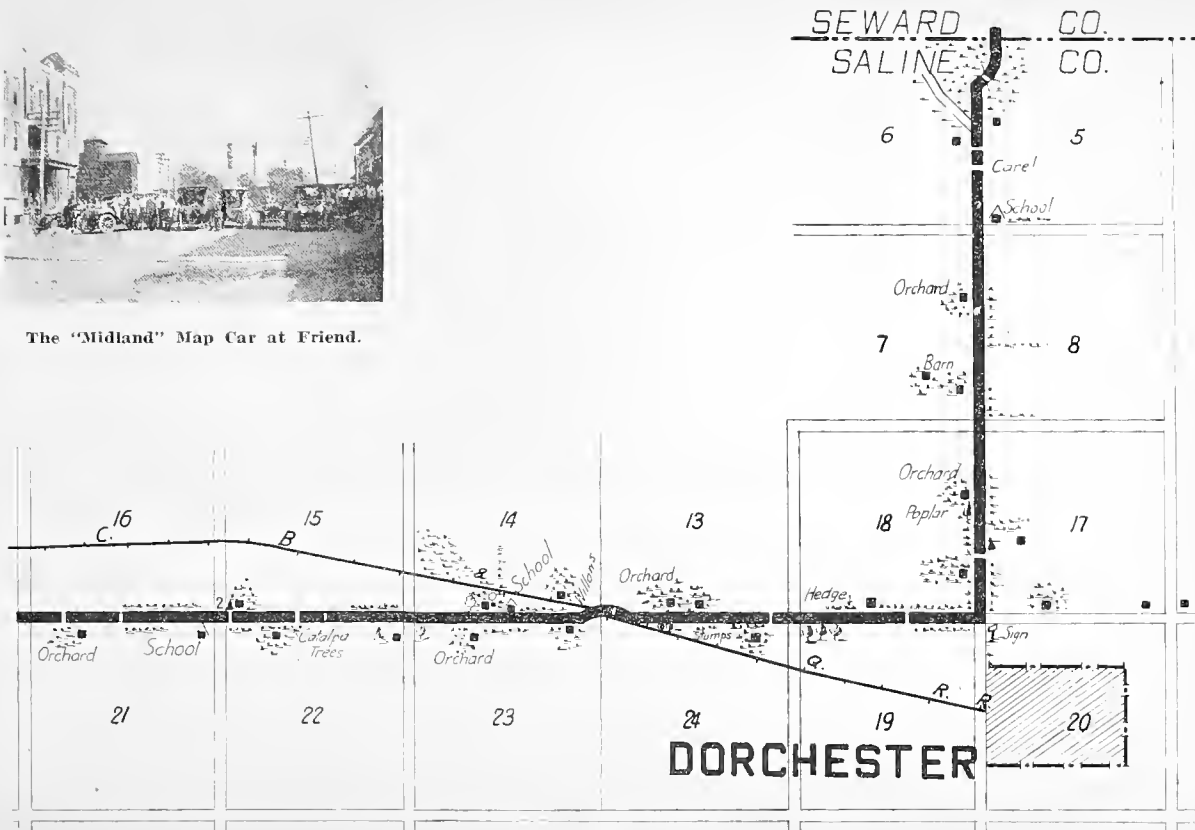 SEWARD CO.
SALINE CO.
6
5
Carel
School
The "Midland" Map Car at Friend.
Orchard
7
8
Barn
Orchard
16
15
14
13
18
Poplar
17
C.
B
&
School
Orchard
Hedge
2
Orchard
School
Catalpa
Trees
Orchard
Sign
Q.
R.
R.
21
22
23
24
19
20
DORCHESTER